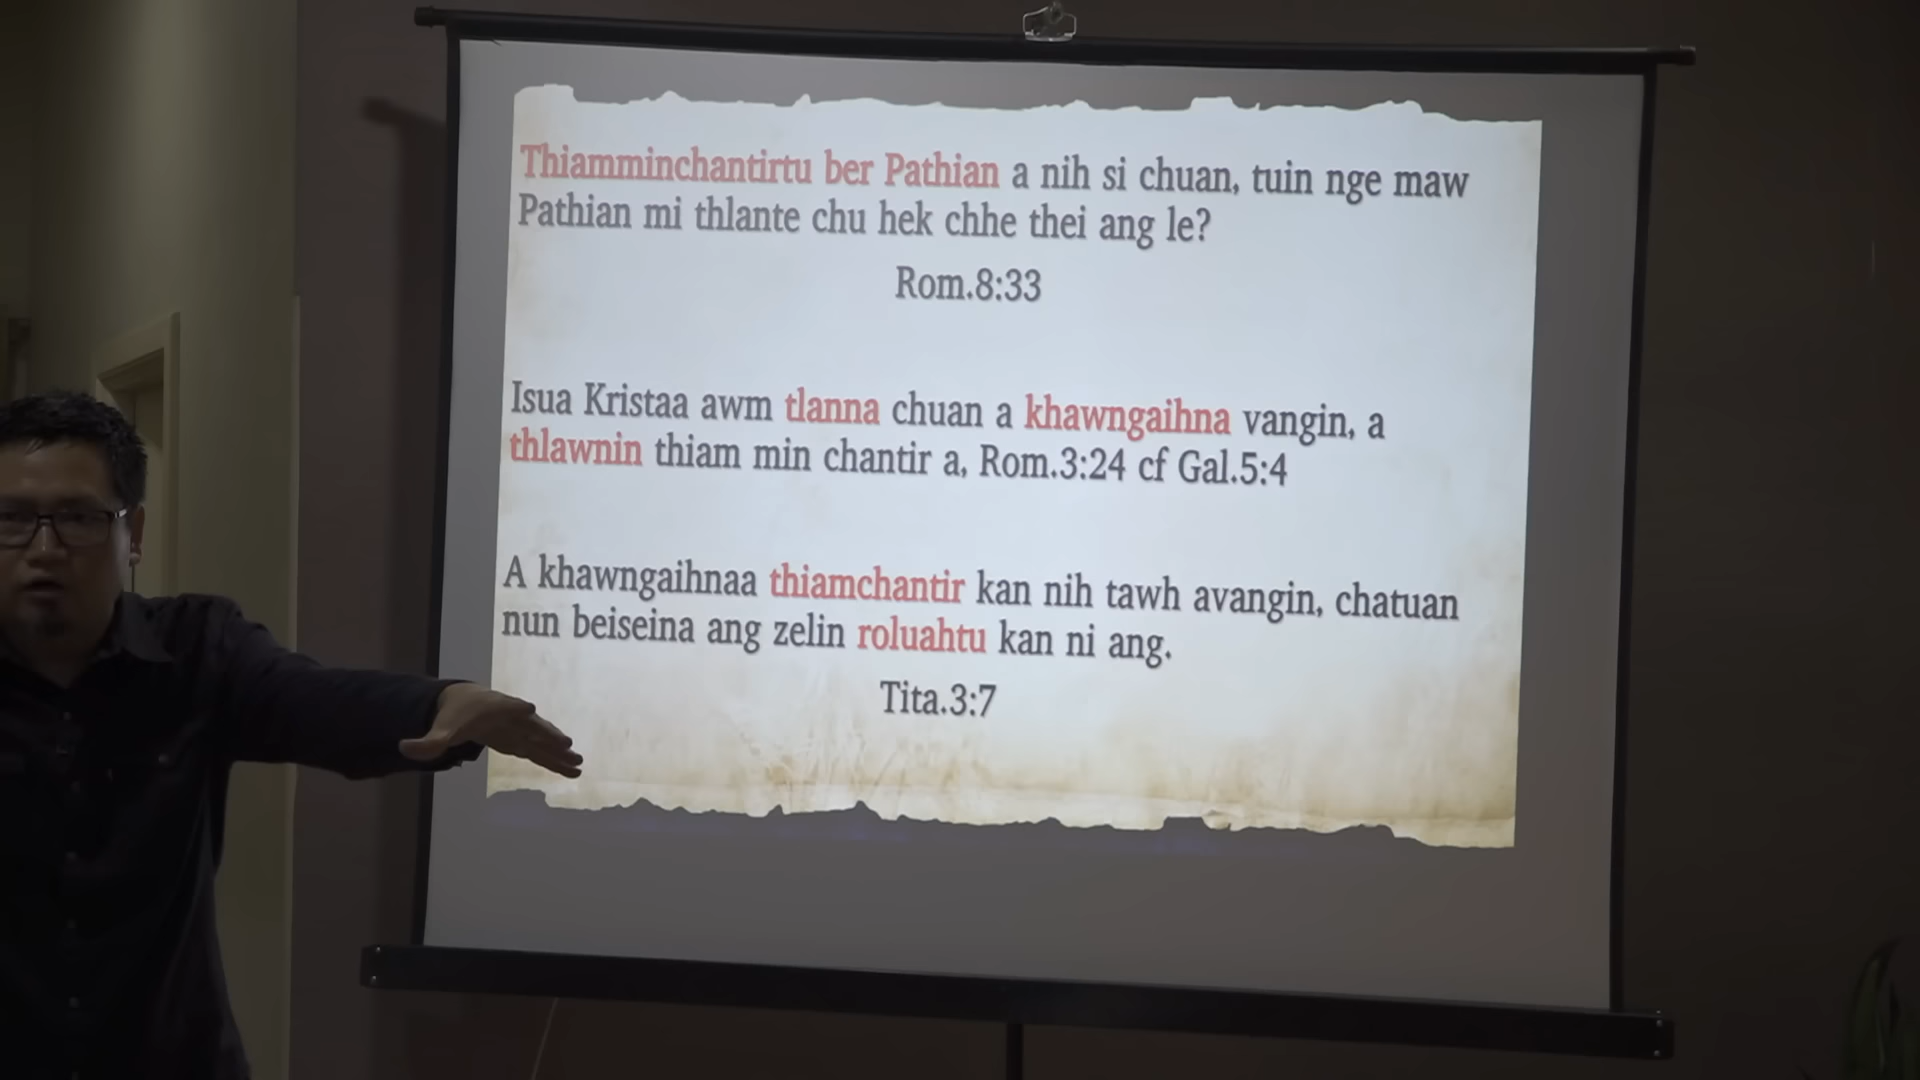 Thiamminchantirtu ber Pathian a nih si chuan, tuin nge maw
Pathian mi thlante chu hek chhe thei ang le?
Rom.8:33
Isua Kristaa awm tlanna chuan a khawngaihna vangin, a
thlawnin thiam min chantir a, Rom.3:24 cf Gal.5:4
A khawngaihnaa thiamchantir kan nih tawh avangin, chatuan
nun beiseina ang zelin roluahtu kan ni ang.
Tita.3:7